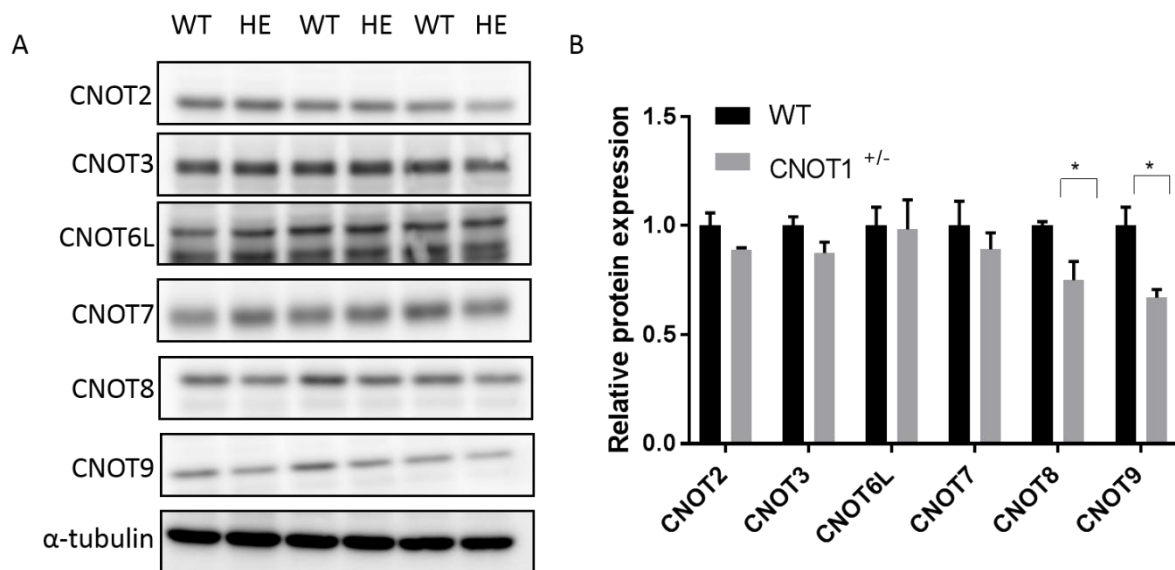 WT HE WT HE WT HE
A
CNOT2
CNOT3
CNOT6L
CNOT7
CNOT8
CNOT9
α-tubulin
B
WT
CNOT1 +/-
* *
Relative protein expression
1.5
1.0
0.5
0.0
CNOT2 CNOT3 CNOT6L CNOT7 CNOT8 CNOT9